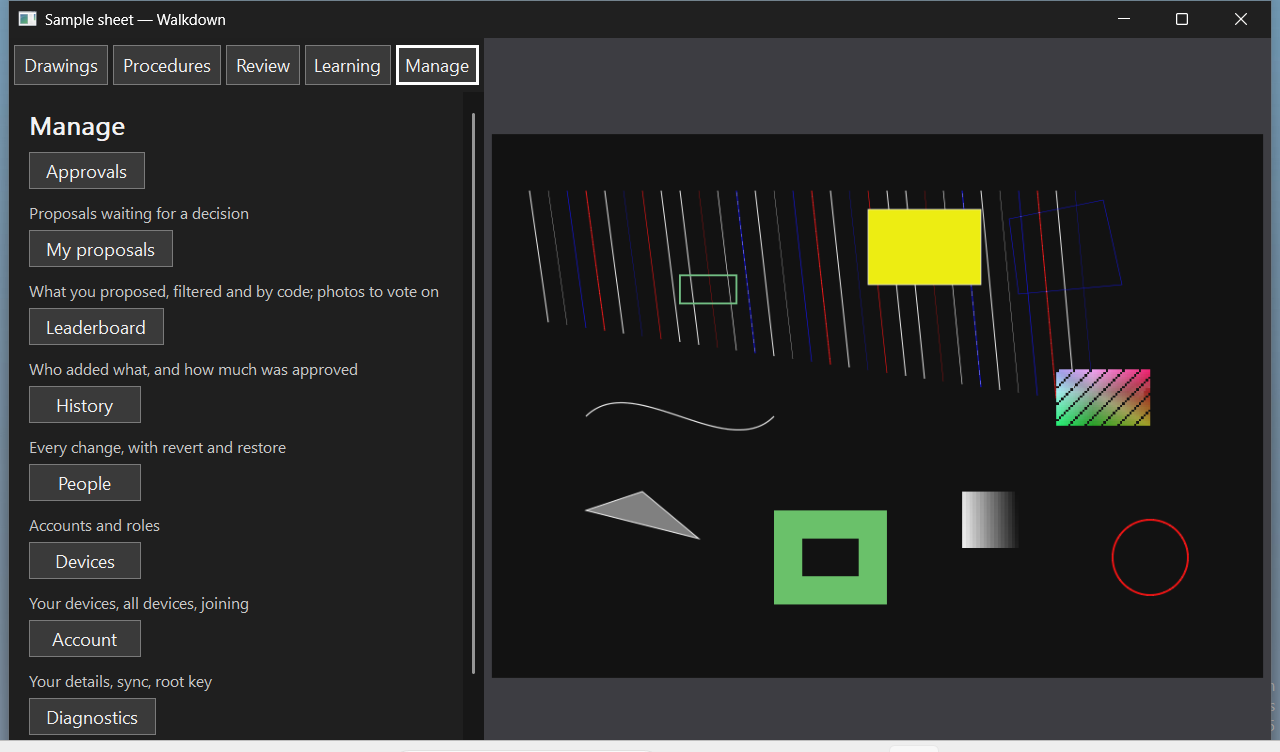 Sample sheet — Walkdown
Drawings
Procedures
Review
Learning
Manage
Manage
Approvals
Proposals waiting for a decision
My proposals
What you proposed, filtered and by code; photos to vote on
Leaderboard
Who added what, and how much was approved
History
Every change, with revert and restore
People
Accounts and roles
Devices
Your devices, all devices, joining
Account
Your details, sync, root key
Diagnostics